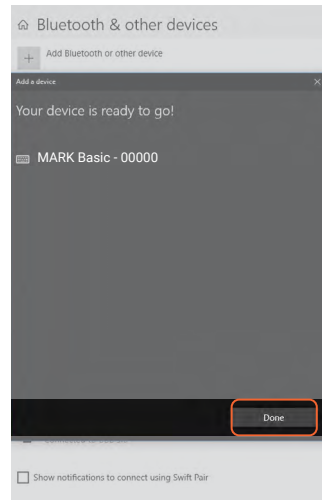 Bluetooth & other devices
Add Bluetooth or other device
Add a device
Your device is ready to go!
MARK Basic - 00000
Done
Show notifications to connect using Swift Pair